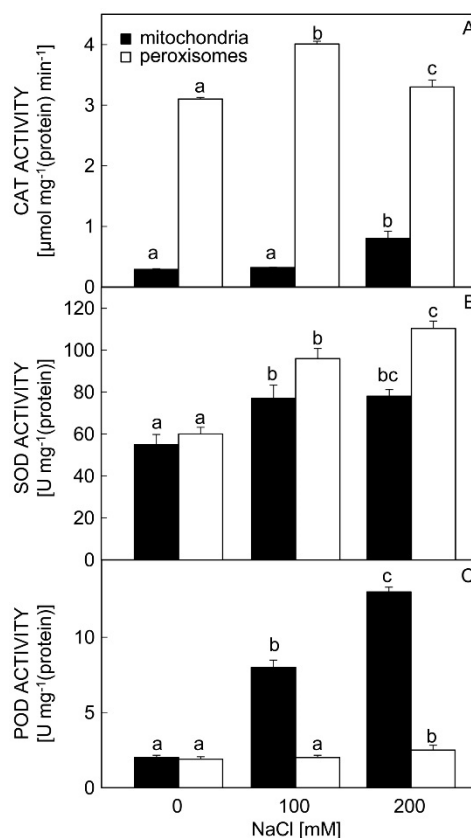 mitochondria
peroxisomes
A
CAT ACTIVITY
[µmol mg⁻¹(protein) min⁻¹]
4
3
2
1
0
a
a
a
b
b
c
B
SOD ACTIVITY
[U mg⁻¹(protein)]
120
100
80
60
40
20
0
a
a
b
b
bc
c
C
POD ACTIVITY
[U mg⁻¹(protein)]
10
5
0
a
a
b
a
c
b
0
100
200
NaCl [mM]